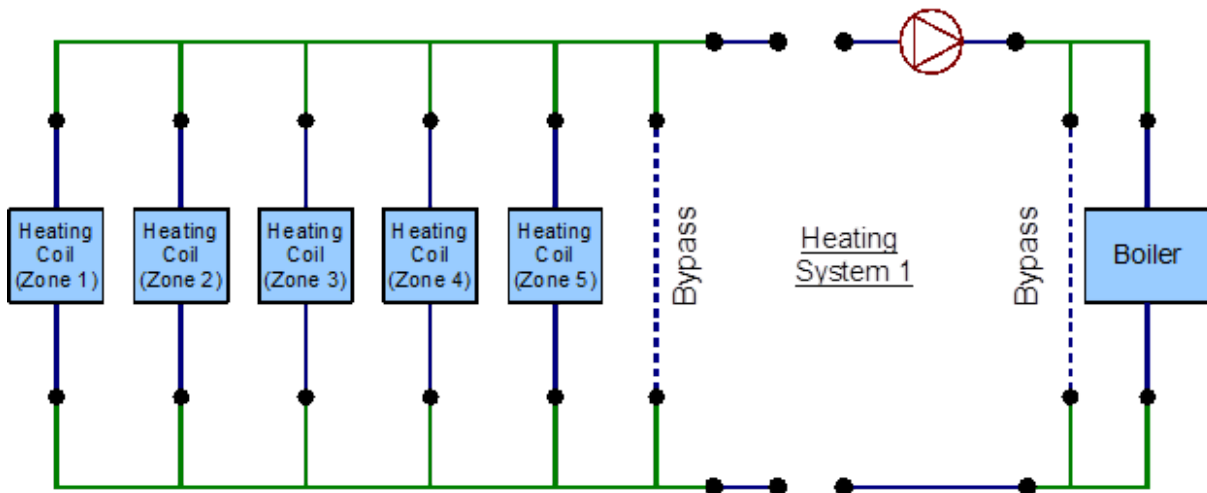 Heating
Coil
(Zone 1)
Heating
Coil
(Zone 2)
Heating
Coil
(Zone 3)
Heating
Coil
(Zone 4)
Heating
Coil
(Zone 5)
Bypass
Heating
System 1
Bypass
Boiler